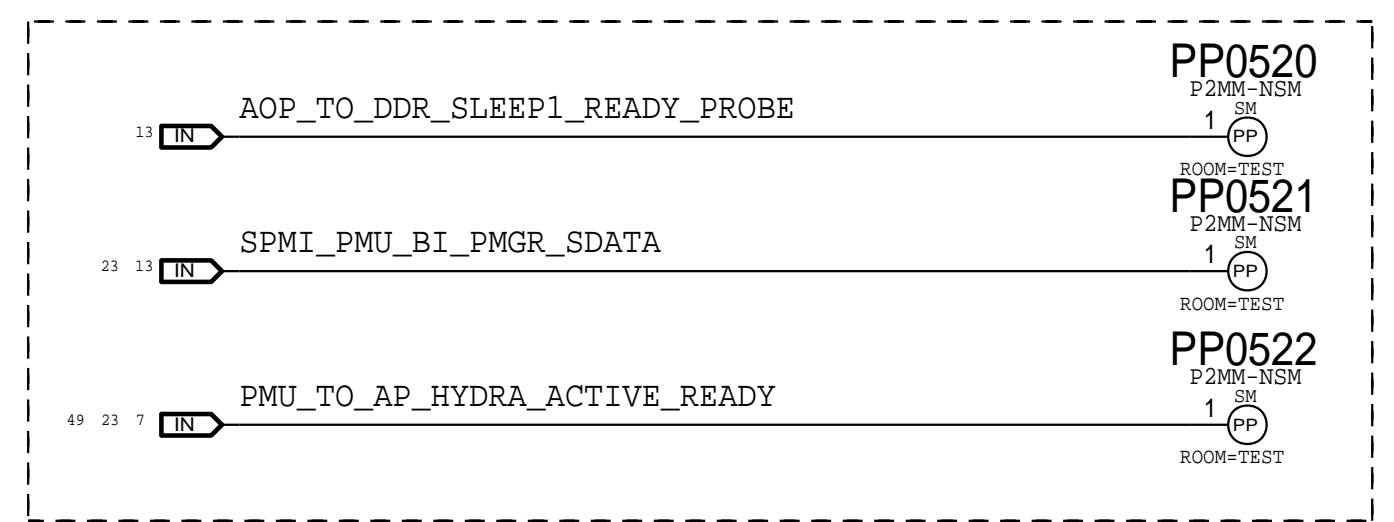 PP0520
P2MM-NSM
AOP_TO_DDR_SLEEP1_READY_PROBE
SM
13 IN
1 PP
ROOM=TEST
PP0521
P2MM-NSM
SPMI_PMU_BI_PMGR_SDATA
SM
23 13 IN
1 PP
ROOM=TEST
PP0522
P2MM-NSM
PMU_TO_AP_HYDRA_ACTIVE_READY
SM
49 23 7 IN
1 PP
ROOM=TEST